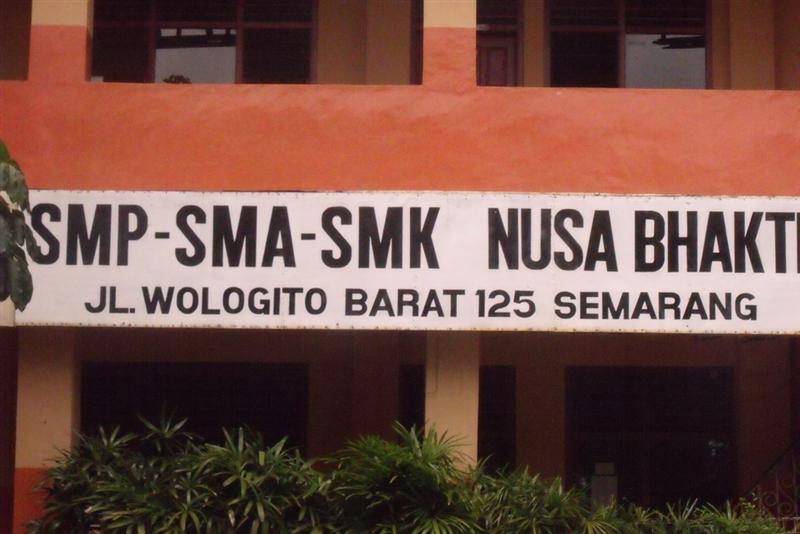 SMP-SMA-SMK NUSA BHAKTI
JL. WOLOGITO BARAT 125 SEMARANG